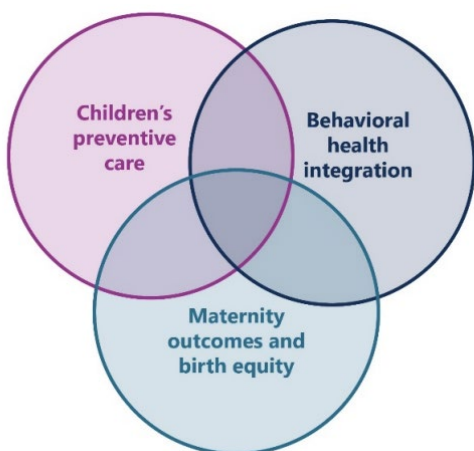 Children's
preventive
care
Behavioral
health
integration
Maternity
outcomes and
birth equity